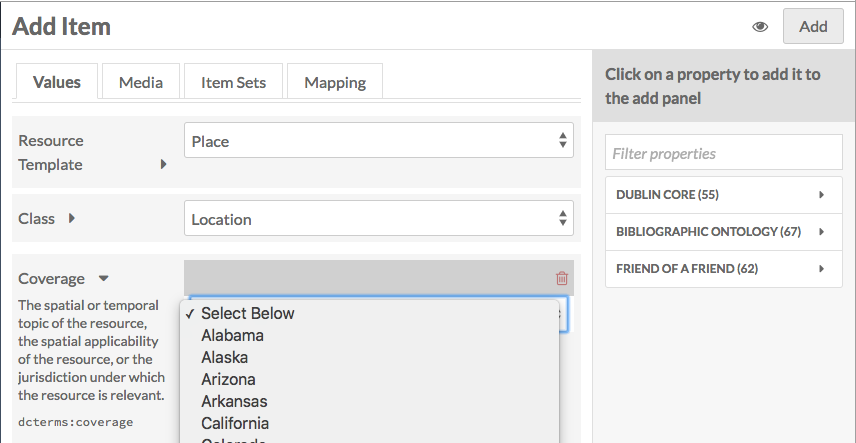 Add Item
Add
Values
Media
Item Sets
Mapping
Resource
Template
Place
Class
Location
Coverage
The spatial or temporal
topic of the resource,
the spatial applicability
of the resource, or the
jurisdiction under which
the resource is relevant.
dcterms:coverage
✓ Select Below
Alabama
Alaska
Arizona
Arkansas
California
Colorado
Click on a property to add it to
the add panel
Filter properties
DUBLIN CORE (55)
BIBLIOGRAPHIC ONTOLOGY (67)
FRIEND OF A FRIEND (62)